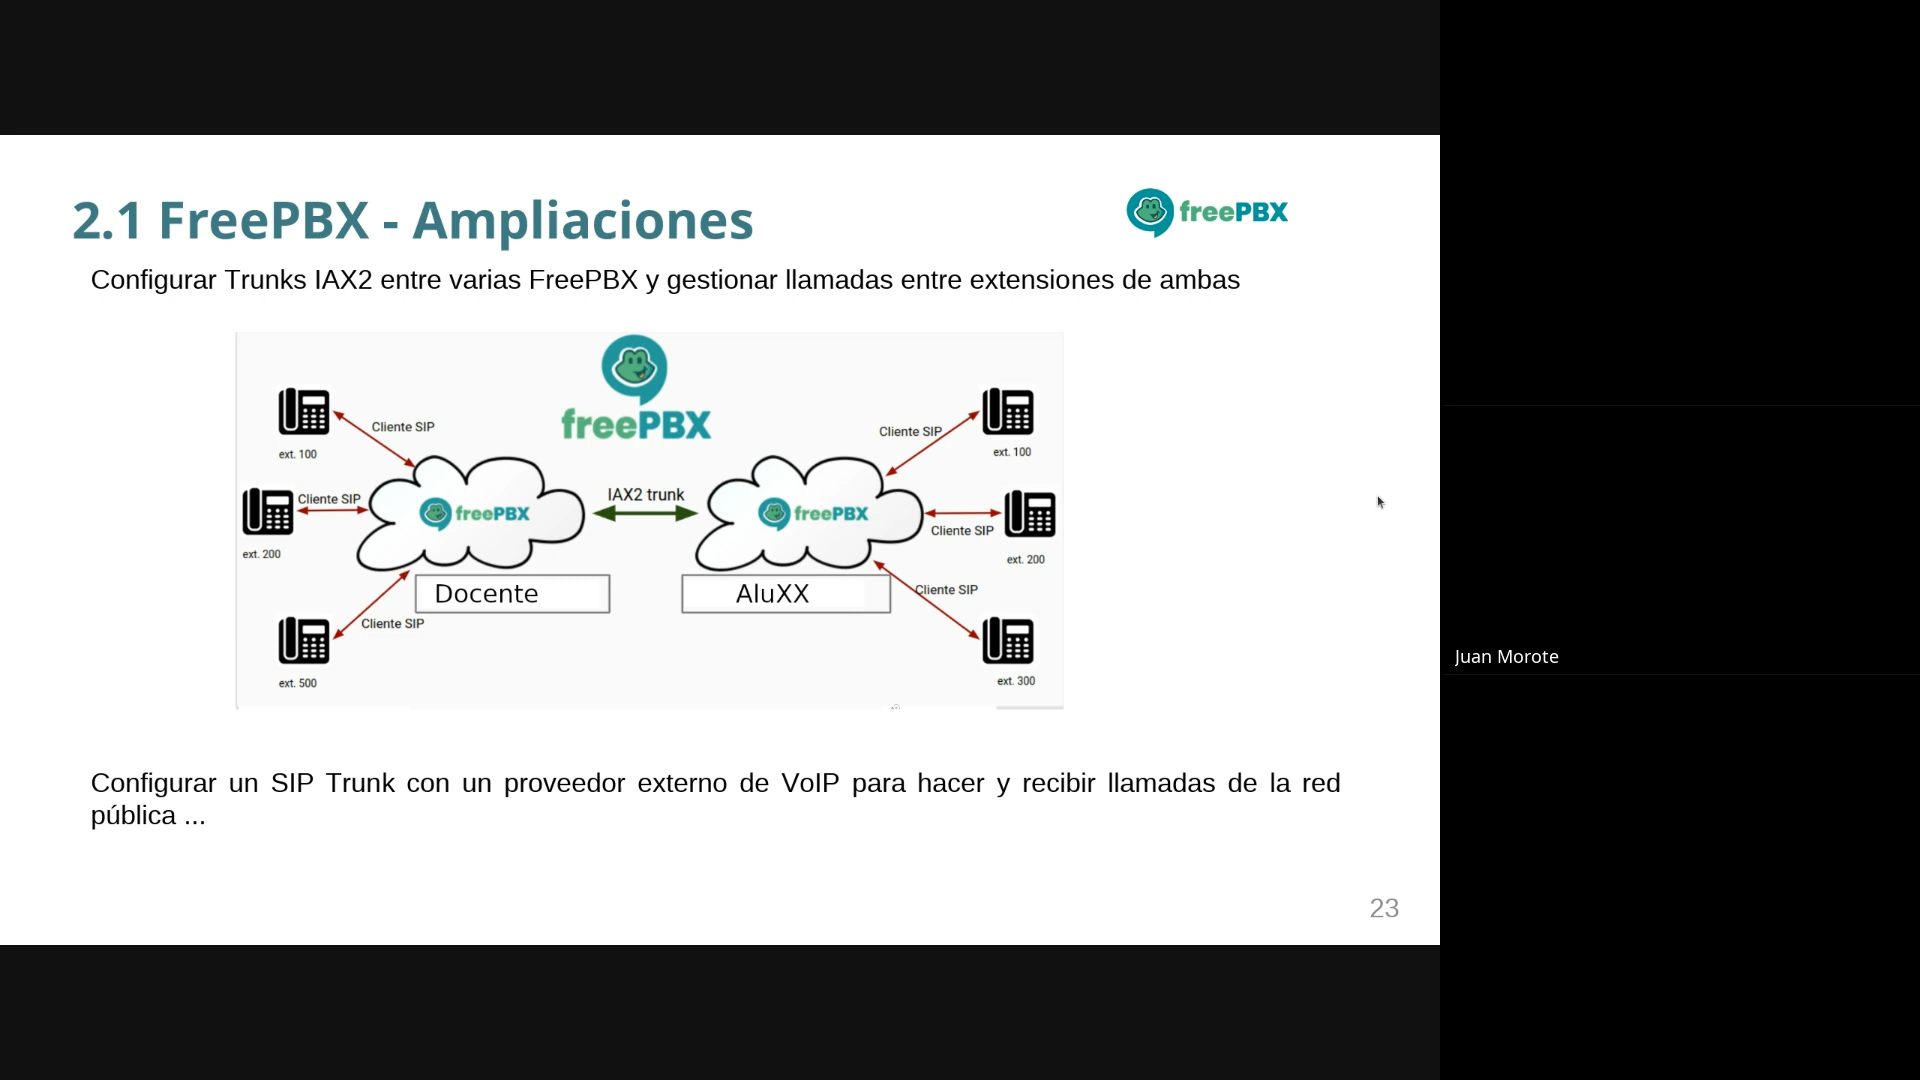 2.1 FreePBX - Ampliaciones
freePBX
Configurar Trunks IAX2 entre varias FreePBX y gestionar llamadas entre extensiones de ambas
freePBX
Cliente SIP
ext. 100
Cliente SIP
ext. 100
Cliente SIP
ext. 200
freePBX
IAX2 trunk
freePBX
Cliente SIP
ext. 200
Docente
AluXX
Cliente SIP
ext. 500
Cliente SIP
ext. 300
Configurar un SIP Trunk con un proveedor externo de VoIP para hacer y recibir llamadas de la red
pública ...
23
Juan Morote